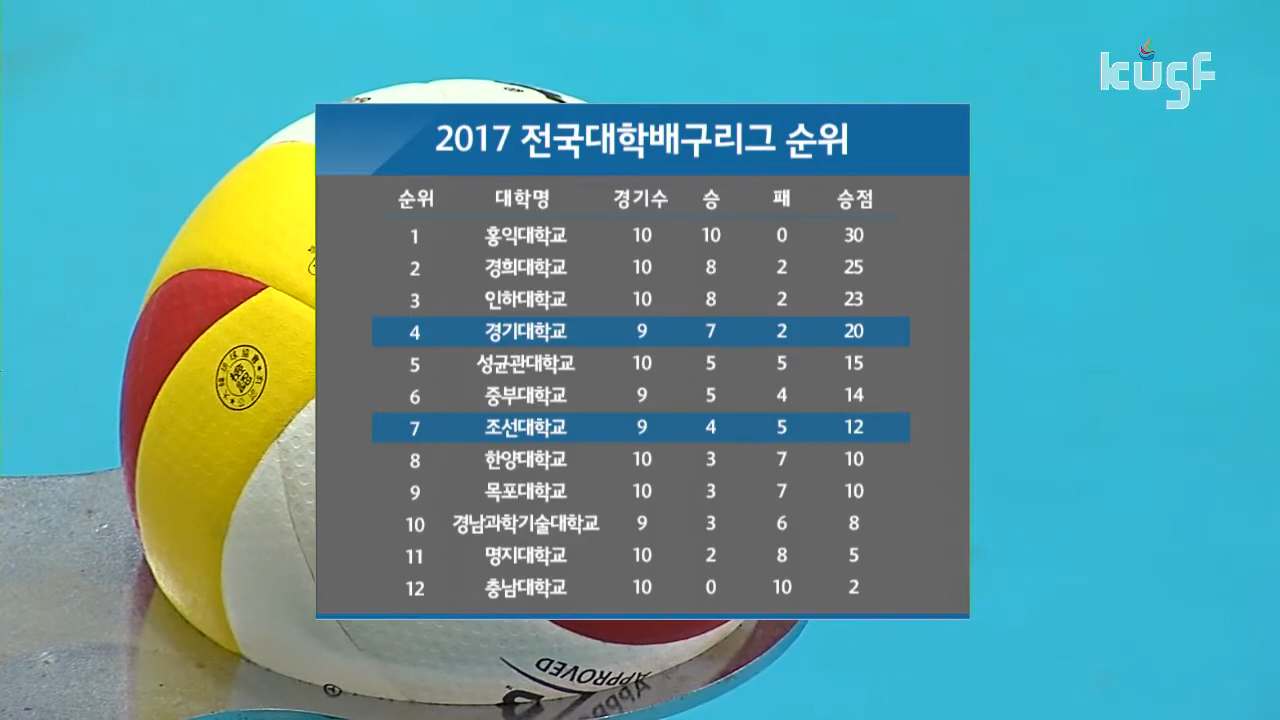 kusf
2017 전국대학배구리그 순위
순위 대학명 경기수 승 패 승점
1 홍익대학교 10 10 0 30
2 경희대학교 10 8 2 25
3 인하대학교 10 8 2 23
4 경기대학교 9 7 2 20
5 성균관대학교 10 5 5 15
6 중부대학교 9 5 4 14
7 조선대학교 9 4 5 12
8 한양대학교 10 3 7 10
9 목포대학교 10 3 7 10
10 경남과학기술대학교 9 3 6 8
11 명지대학교 10 2 8 5
12 충남대학교 10 0 10 2
APPROVED